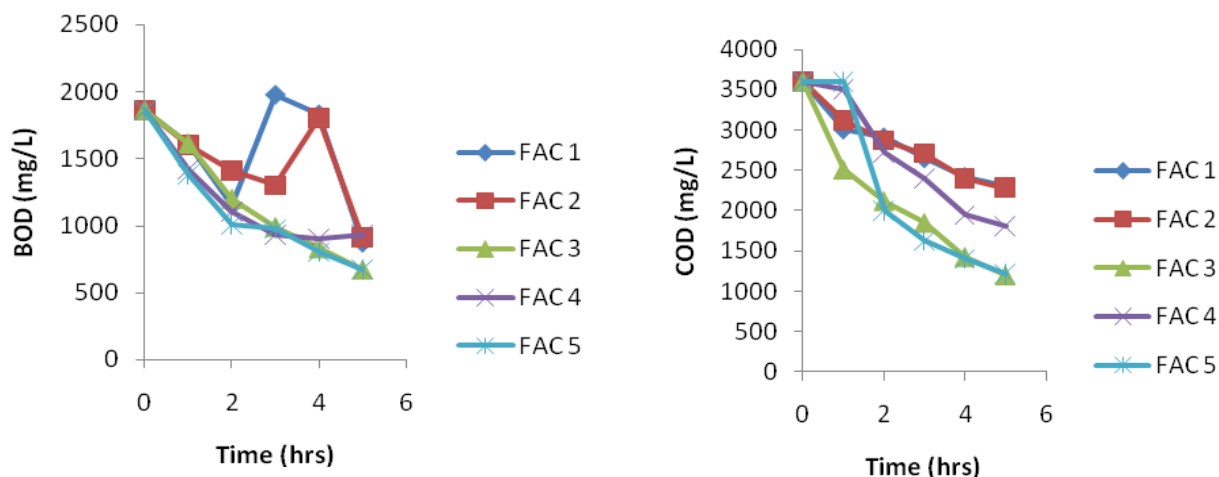 2500
2000
1500
1000
500
0
BOD (mg/L)
0 2 4 6
Time (hrs)
FAC 1
FAC 2
FAC 3
FAC 4
FAC 5
4000
3500
3000
2500
2000
1500
1000
500
0
COD (mg/L)
0 2 4 6
Time (hrs)
FAC 1
FAC 2
FAC 3
FAC 4
FAC 5